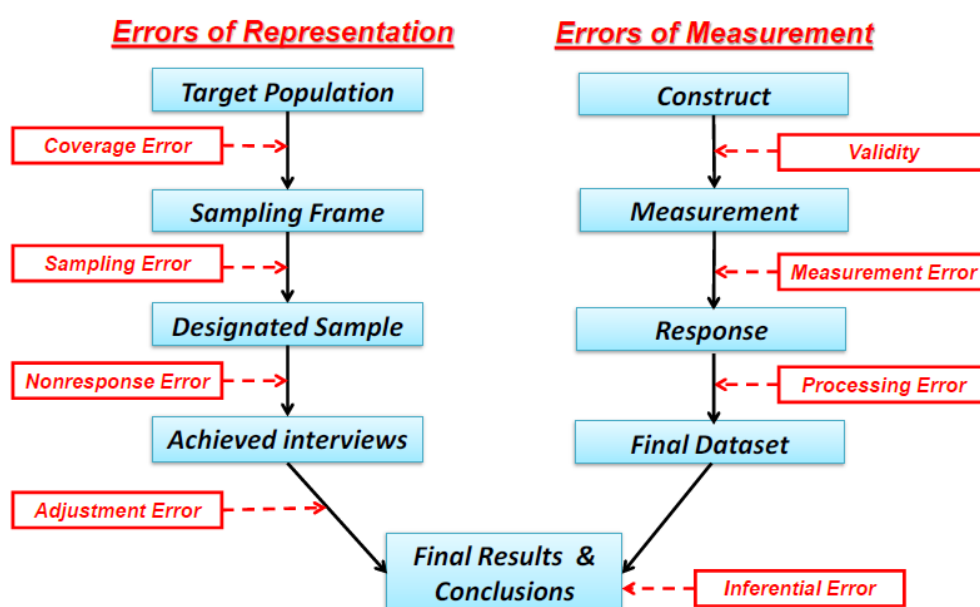 Errors of Representation
Errors of Measurement
Target Population
Construct
Coverage Error
Validity
Sampling Frame
Measurement
Sampling Error
Measurement Error
Designated Sample
Response
Nonresponse Error
Processing Error
Achieved interviews
Final Dataset
Adjustment Error
Final Results &
Conclusions
Inferential Error